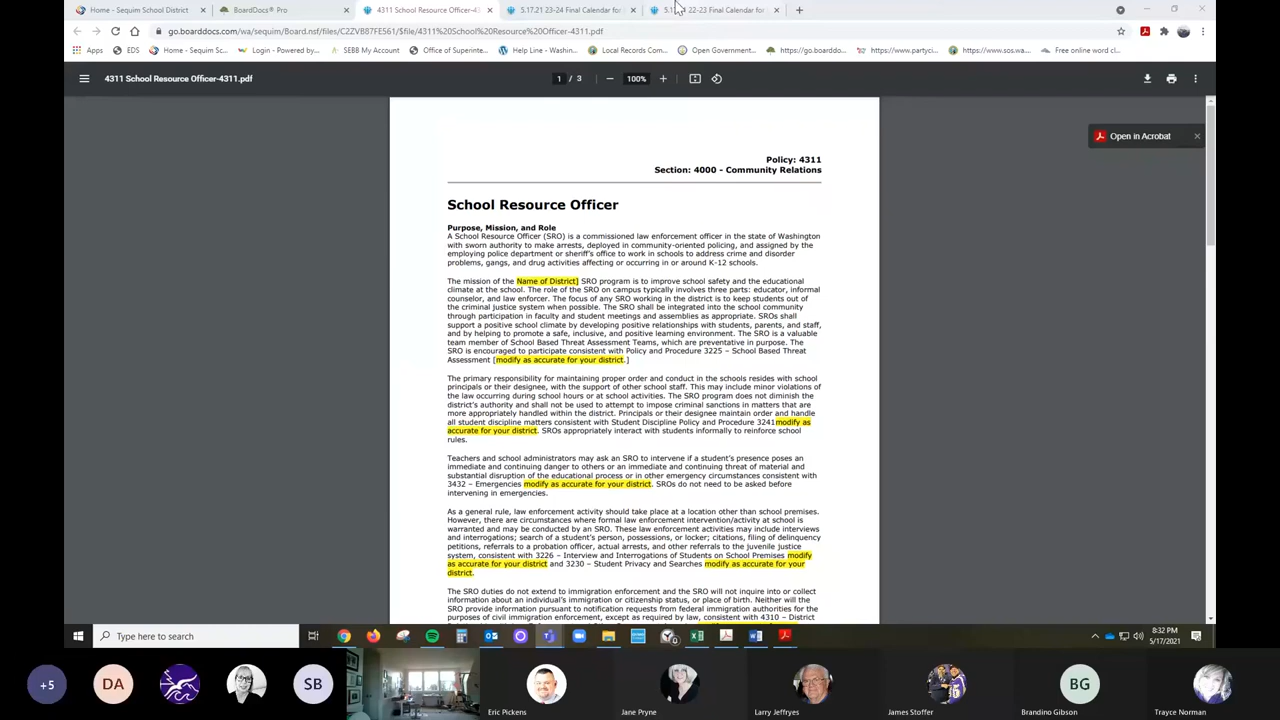 Home - Sequim School District
BoardDocs® Pro
4311 School Resource Officer-4
5.17.21 23-24 Final Calendar for
5.1 22-23 Final Calendar for
go.boarddocs.com/wa/sequim/Board.nsf/files/C2ZVB87FE561/$file/4311%20School%20Resource%20Officer-4311.pdf
Apps
Home - Sequim Sc...
Login - Powered by...
SEBB My Account
Office of Superinte...
Help Line - Washin...
Local Records Com...
Open Government...
https://go.boarddo...
https://www.partyci...
https://www.sos.wa...
Free online word cl...
4311 School Resource Officer-4311.pdf
1 / 3
100%
Open in Acrobat
Policy: 4311
Section: 4000 - Community Relations
School Resource Officer
Purpose, Mission, and Role
A School Resource Officer (SRO) is a commissioned law enforcement officer in the state of Washington
with sworn authority to make arrests, deployed in community-oriented policing, and assigned by the
employing police department or sheriff's office to work in schools to address crime and disorder
problems, gangs, and drug activities affecting or occurring in or around K-12 schools.
The mission of the Name of District] SRO program is to improve school safety and the educational
climate at the school. The role of the SRO on campus typically involves three parts: educator, informal
counselor, and law enforcer. The focus of any SRO working in the district is to keep students out of
the criminal justice system when possible. The SRO shall be integrated into the school community
through participation in faculty and student meetings and assemblies as appropriate. SROs shall
support a positive school climate by developing positive relationships with students, parents, and staff,
and by helping to promote a safe, inclusive, and positive learning environment. The SRO is a valuable
team member of School Based Threat Assessment Teams, which are preventative in purpose. The
SRO is encouraged to participate consistent with Policy and Procedure 3225 – School Based Threat
Assessment [modify as accurate for your district.]
The primary responsibility for maintaining proper order and conduct in the schools resides with school
principals or their designee, with the support of other school staff. This may include minor violations of
the law occurring during school hours or at school activities. The SRO program does not diminish the
district's authority and shall not be used to attempt to impose criminal sanctions in matters that are
more appropriately handled within the district. Principals or their designee maintain order and handle
all student discipline matters consistent with Student Discipline Policy and Procedure 3241modify as
accurate for your district. SROs appropriately interact with students informally to reinforce school
rules.
Teachers and school administrators may ask an SRO to intervene if a student's presence poses an
immediate and continuing danger to others or an immediate and continuing threat of material and
substantial disruption of the educational process or in other emergency circumstances consistent with
3432 – Emergencies modify as accurate for your district. SROs do not need to be asked before
intervening in emergencies.
As a general rule, law enforcement activity should take place at a location other than school premises.
However, there are circumstances where formal law enforcement intervention/activity at school is
warranted and may be conducted by an SRO. These law enforcement activities may include interviews
and interrogations; search of a student's person, possessions, or locker; citations, filing of delinquency
petitions, referrals to a probation officer, actual arrests, and other referrals to the juvenile justice
system, consistent with 3226 – Interview and Interrogations of Students on School Premises modify
as accurate for your district and 3230 – Student Privacy and Searches modify as accurate for your
district.
The SRO duties do not extend to immigration enforcement and the SRO will not inquire into or collect
information about an individual's immigration or citizenship status, or place of birth. Neither will the
SRO provide information pursuant to notification requests from federal immigration authorities for the
purposes of civil immigration enforcement, except as required by law, consistent with 4310 – District
Type here to search
8:32 PM
5/17/2021
+5
DA
SB
Eric Pickens
Jane Pryne
Larry Jeffryes
James Stoffer
BG
Brandino Gibson
Trayce Norman